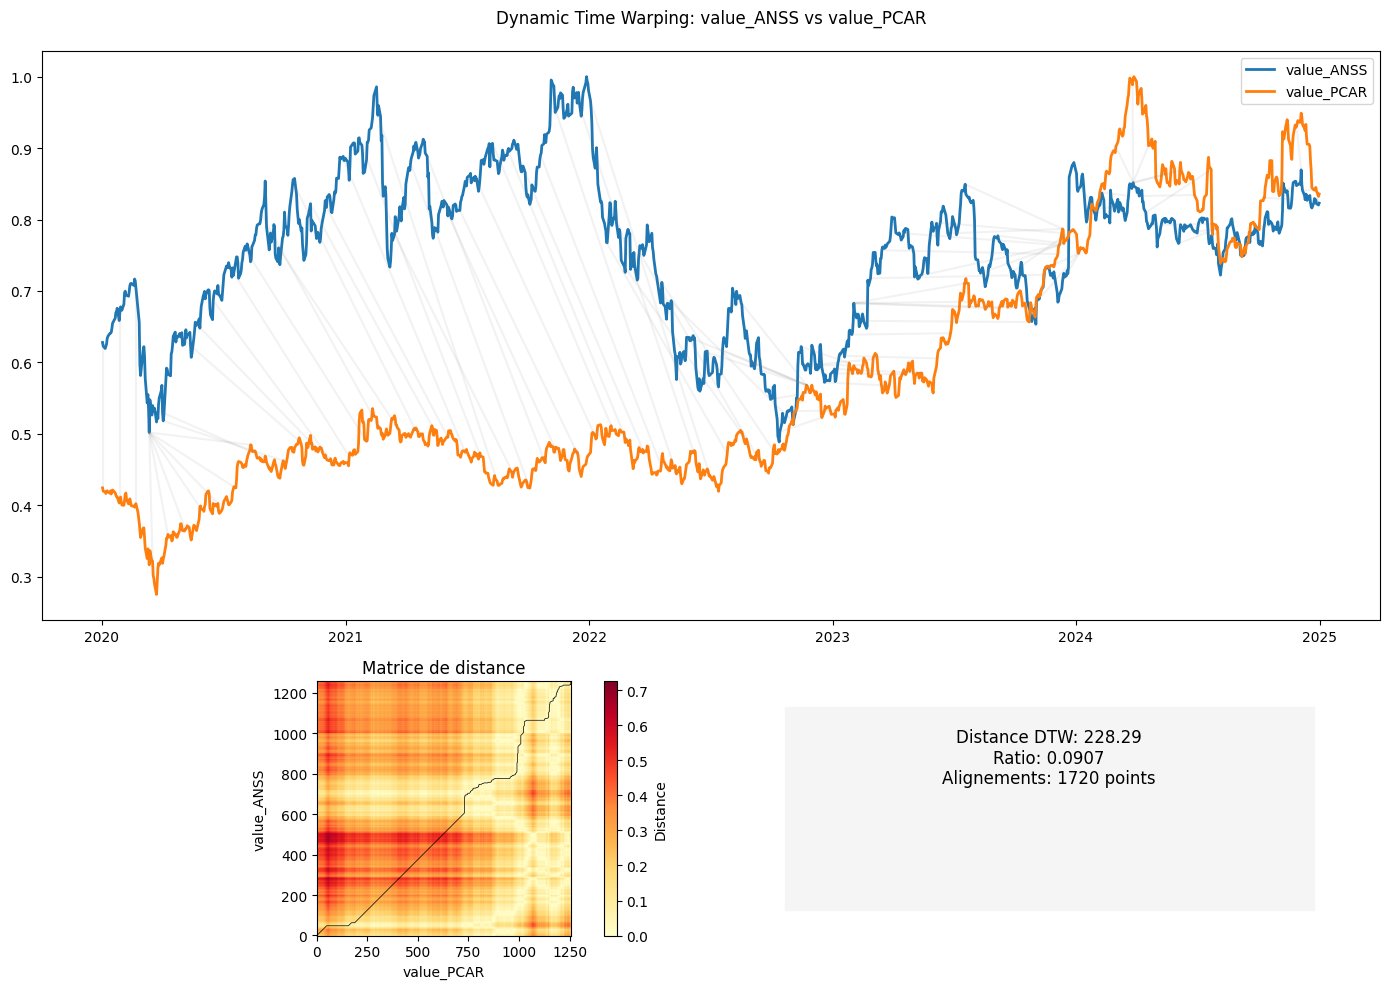 Dynamic Time Warping: value_ANSS vs value_PCAR
value_ANSS
value_PCAR
1.0
0.9
0.8
0.7
0.6
0.5
0.4
0.3
2020 2021 2022 2023 2024 2025
Matrice de distance
value_ANSS
1200
1000
800
600
400
200
0
0 250 500 750 1000 1250
value_PCAR
0.7
0.6
0.5
0.4
0.3
0.2
0.1
0.0
Distance
Distance DTW: 228.29
Ratio: 0.0907
Alignements: 1720 points